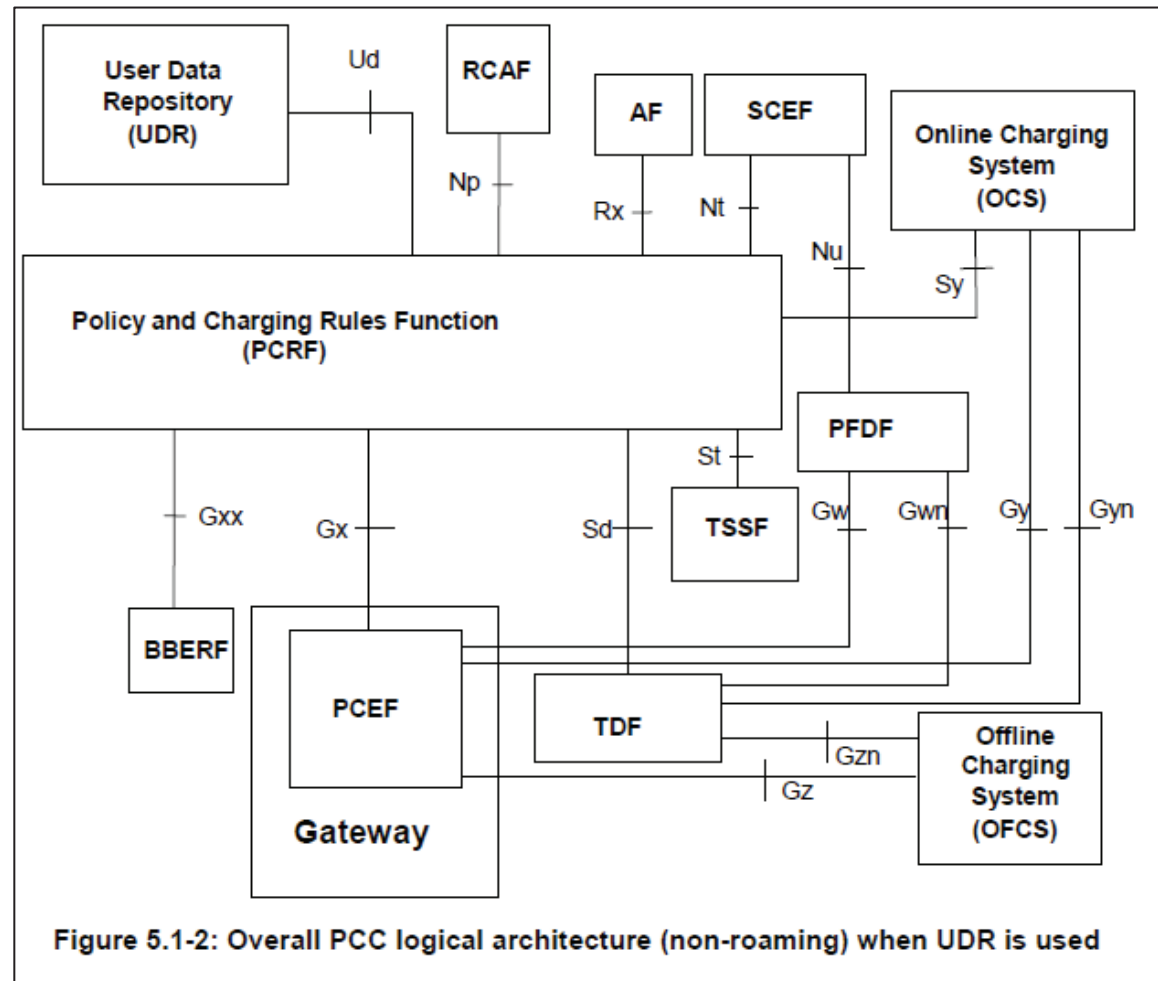 User Data
Repository
(UDR)
Ud
RCAF
AF
SCEF
Online Charging
System
(OCS)
Np
Rx
Nt
Nu
Sy
Policy and Charging Rules Function
(PCRF)
PFDF
St
Gxx
Gx
Sd
TSSF
Gw
Gwn
Gy
Gyn
BBERF
PCEF
TDF
Offline
Charging
System
(OFCS)
Gzn
Gz
Gateway
Figure 5.1-2: Overall PCC logical architecture (non-roaming) when UDR is used